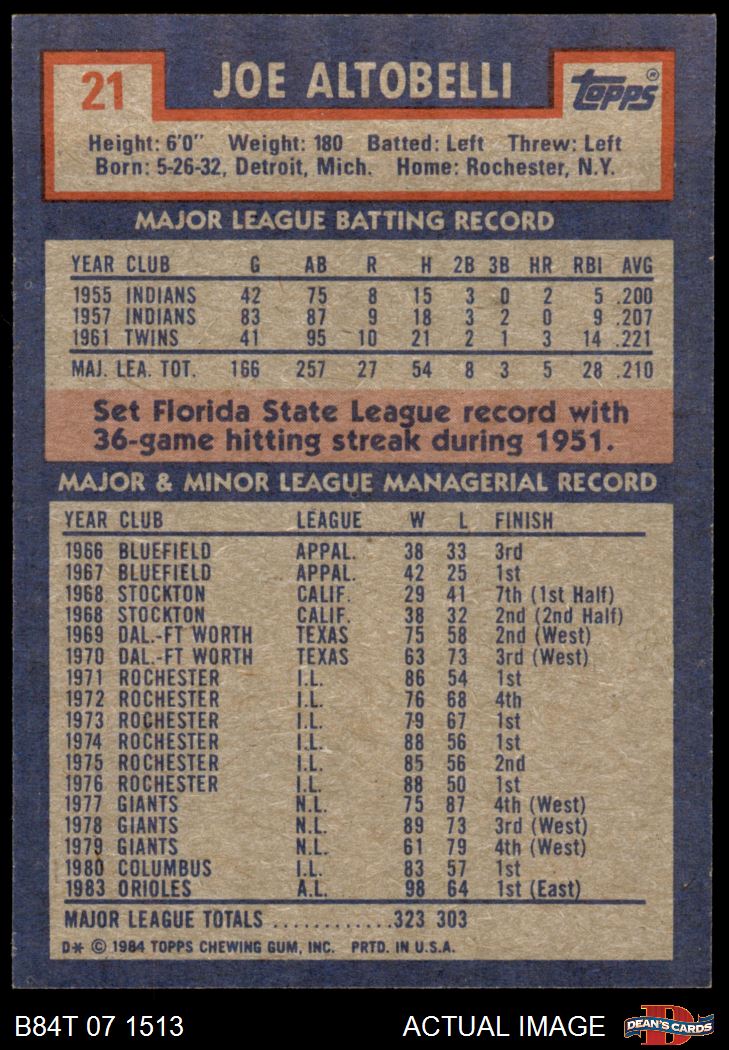 21
JOE ALTOBELLI
Topps®
Height: 6'0" Weight: 180 Batted: Left Threw: Left
Born: 5-26-32, Detroit, Mich. Home: Rochester, N.Y.
MAJOR LEAGUE BATTING RECORD
YEAR CLUB G AB R H 2B 3B HR RBI AVG
1955 INDIANS 42 75 8 15 3 0 2 5 .200
1957 INDIANS 83 87 9 18 3 2 0 9 .207
1961 TWINS 41 95 10 21 2 1 3 14 .221
MAJ. LEA. TOT. 166 257 27 54 8 3 5 28 .210
Set Florida State League record with
36-game hitting streak during 1951.
MAJOR & MINOR LEAGUE MANAGERIAL RECORD
YEAR CLUB LEAGUE W L FINISH
1966 BLUEFIELD APPAL. 38 33 3rd
1967 BLUEFIELD APPAL. 42 25 1st
1968 STOCKTON CALIF. 29 41 7th (1st Half)
1968 STOCKTON CALIF. 38 32 2nd (2nd Half)
1969 DAL.-FT WORTH TEXAS 75 58 2nd (West)
1970 DAL.-FT WORTH TEXAS 63 73 3rd (West)
1971 ROCHESTER I.L. 86 54 1st
1972 ROCHESTER I.L. 76 68 4th
1973 ROCHESTER I.L. 79 67 1st
1974 ROCHESTER I.L. 88 56 1st
1975 ROCHESTER I.L. 85 56 2nd
1976 ROCHESTER I.L. 88 50 1st
1977 GIANTS N.L. 75 87 4th (West)
1978 GIANTS N.L. 89 73 3rd (West)
1979 GIANTS N.L. 61 79 4th (West)
1980 COLUMBUS I.L. 83 57 1st
1983 ORIOLES A.L. 98 64 1st (East)
MAJOR LEAGUE TOTALS ............323 303
D* © 1984 TOPPS CHEWING GUM, INC. PRTD. IN U.S.A.
B84T 07 1513 ACTUAL IMAGE DEAN'S CARDS